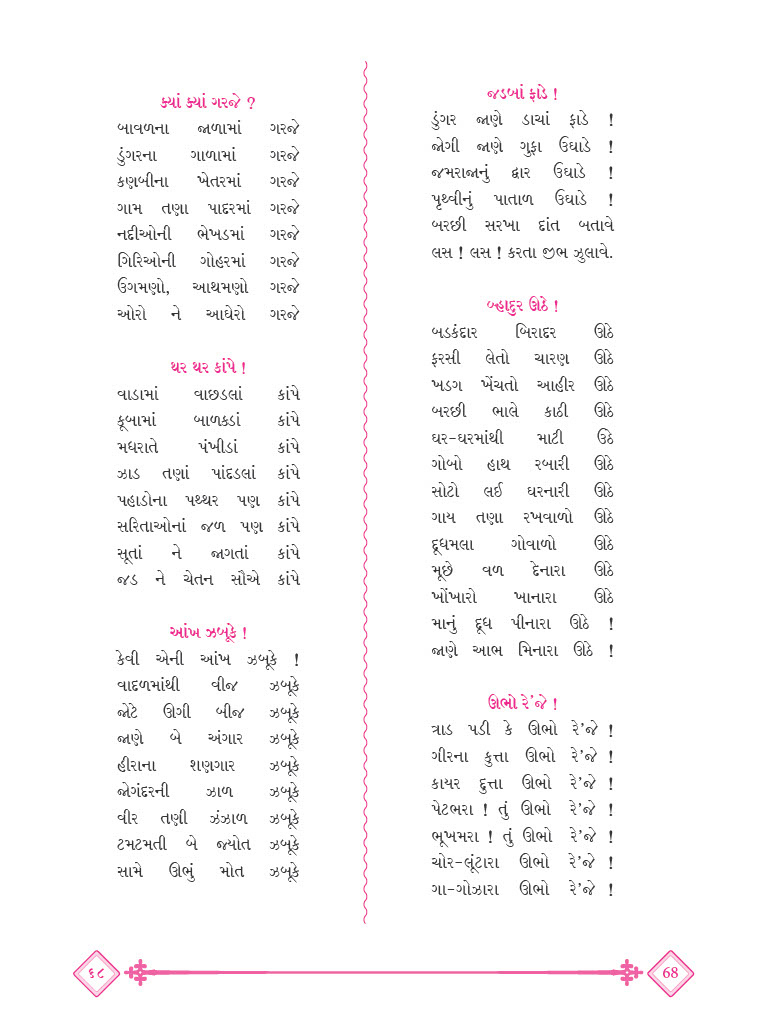 ક્યાં ક્યાં ગરજે ?
બાવળના જાળામાં ગરજે
ડુંગરના ગાળામાં ગરજે
કણબીના ખેતરમાં ગરજે
ગામ તણા પાદરમાં ગરજે
નદીઓની ભેખડમાં ગરજે
ગિરિઓની ગોહરમાં ગરજે
ઉગમણો, આથમણો ગરજે
ઓરો ને આઘેરો ગરજે
થર થર કાંપે !
વાડામાં વાછડલાં કાંપે
કૂબામાં બાળકડાં કાંપે
મધરાતે પંખીડાં કાંપે
ઝાડ તણાં પાંદડલાં કાંપે
પહાડોના પથ્થર પણ કાંપે
સરિતાઓનાં જળ પણ કાંપે
સૂતાં ને જાગતાં કાંપે
જડ ને ચેતન સૌએ કાંપે
આંખ ઝબૂકે !
કેવી એની આંખ ઝબૂકે !
વાદળમાંથી વીજ ઝબૂકે
જોટે ઊગી બીજ ઝબૂકે
જાણે બે અંગાર ઝબૂકે
હીરાના શણગાર ઝબૂકે
જોગંદરની ઝાળ ઝબૂકે
વીર તણી ઝંઝાળ ઝબૂકે
ટમટમતી બે જ્યોત ઝબૂકે
સામે ઊભું મોત ઝબૂકે
જડબાં ફાડે !
ડુંગર જાણે ડાચાં ફાડે !
જોગી જાણે ગુફા ઉઘાડે !
જમરાજાનું દ્વાર ઉઘાડે !
પૃથ્વીનું પાતાળ ઉઘાડે !
બરછી સરખા દાંત બતાવે
લસ ! લસ ! કરતા જીભ ઝુલાવે.
બ્હાદુર ઊઠે !
બડકંદાર બિરાદર ઊઠે
ફરસી લેતો ચારણ ઊઠે
ખડગ ખેંચતો આહીર ઊઠે
બરછી ભાલે કાઠી ઊઠે
ઘર-ઘરમાંથી માટી ઉઠે
ગોબો હાથ રબારી ઊઠે
સોટો લઈ ઘરનારી ઊઠે
ગાય તણા રખવાળો ઊઠે
દૂધમલા ગોવાળો ઊઠે
મૂછે વળ દેનારા ઊઠે
ખોંખારો ખાનારા ઊઠે
માનું દૂધ પીનારા ઊઠે !
જાણે આભ મિનારા ઊઠે !
ઊભો રે'જે !
ત્રાડ પડી કે ઊભો રે'જે !
ગીરના કુત્તા ઊભો રે'જે !
કાયર દુત્તા ઊભો રે'જે !
પેટભરા ! તું ઊભો રે'જે !
ભૂખમરા ! તું ઊભો રે'જે !
ચોર-લૂંટારા ઊભો રે'જે !
ગા-ગોઝારા ઊભો રે'જે !
૬૮
68